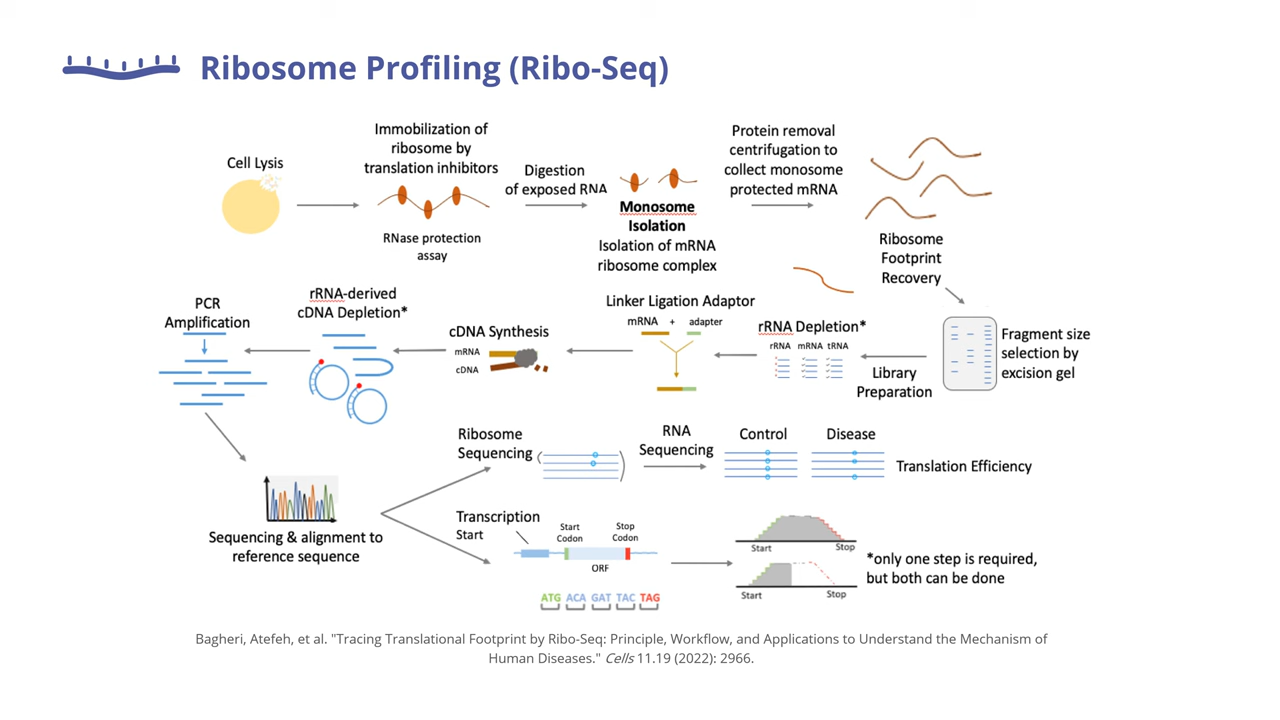 Ribosome Profiling (Ribo-Seq)
Cell Lysis
Immobilization of
ribosome by
translation inhibitors
RNase protection
assay
Digestion
of exposed RNA
Monosome
Isolation
Isolation of mRNA
ribosome complex
Protein removal
centrifugation to
collect monosome
protected mRNA
Ribosome
Footprint
Recovery
Fragment size
selection by
excision gel
Library
Preparation
rRNA Depletion*
rRNA mRNA tRNA
Linker Ligation Adaptor
mRNA + adapter
cDNA Synthesis
mRNA
cDNA
rRNA-derived
cDNA Depletion*
PCR
Amplification
Sequencing & alignment to
reference sequence
Ribosome
Sequencing
RNA
Sequencing
Control
Disease
Translation Efficiency
Transcription
Start
Start
Codon
Stop
Codon
ORF
ATG ACA GAT TAC TAG
Start
Stop
Start
Stop
*only one step is required,
but both can be done
Bagheri, Atefeh, et al. "Tracing Translational Footprint by Ribo-Seq: Principle, Workflow, and Applications to Understand the Mechanism of
Human Diseases." Cells 11.19 (2022): 2966.